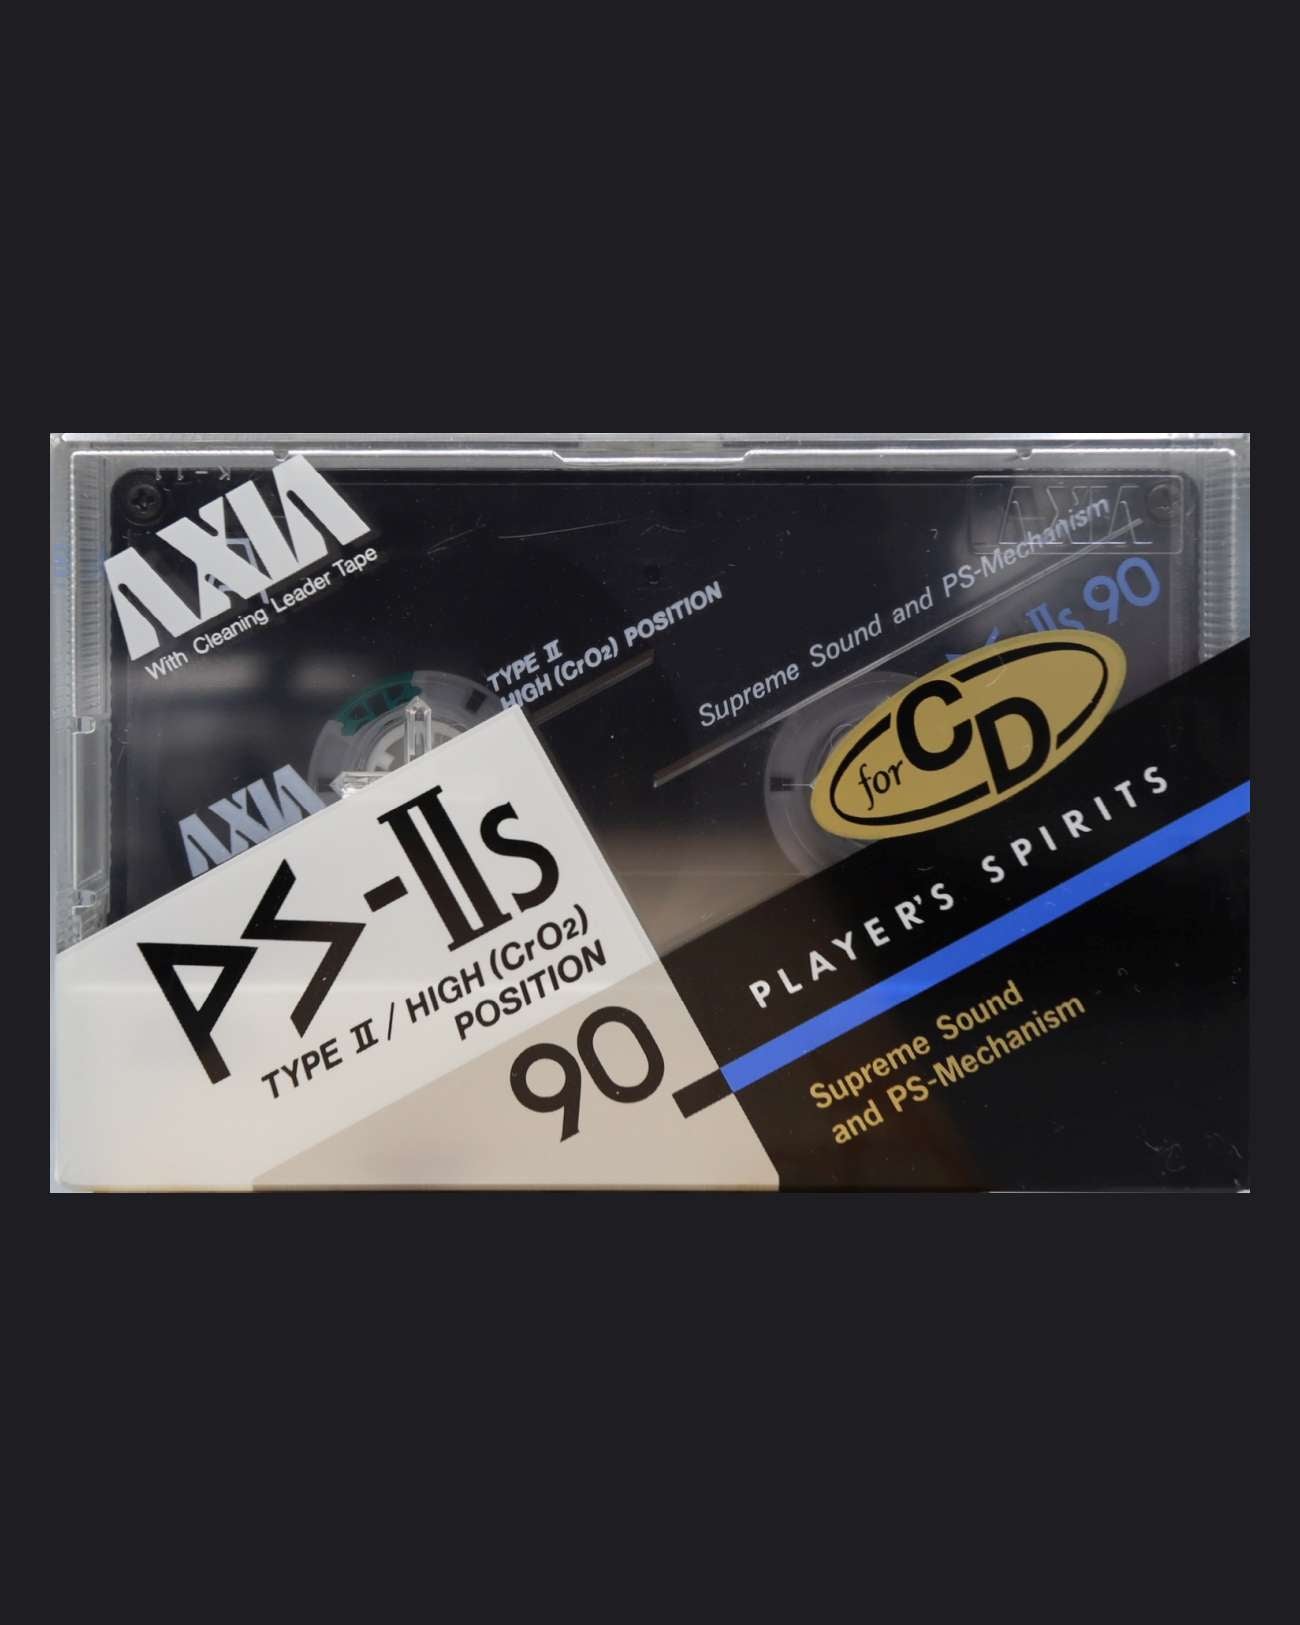 AXIA
With Cleaning Leader Tape
AXIA
TYPE II
HIGH (CrO2) POSITION
Supreme Sound and PS-Mechanism
IIs 90
AXIA
for CD
PS-IIs
TYPE II / HIGH (CrO2)
POSITION
90
PLAYER'S SPIRITS
Supreme Sound
and PS-Mechanism